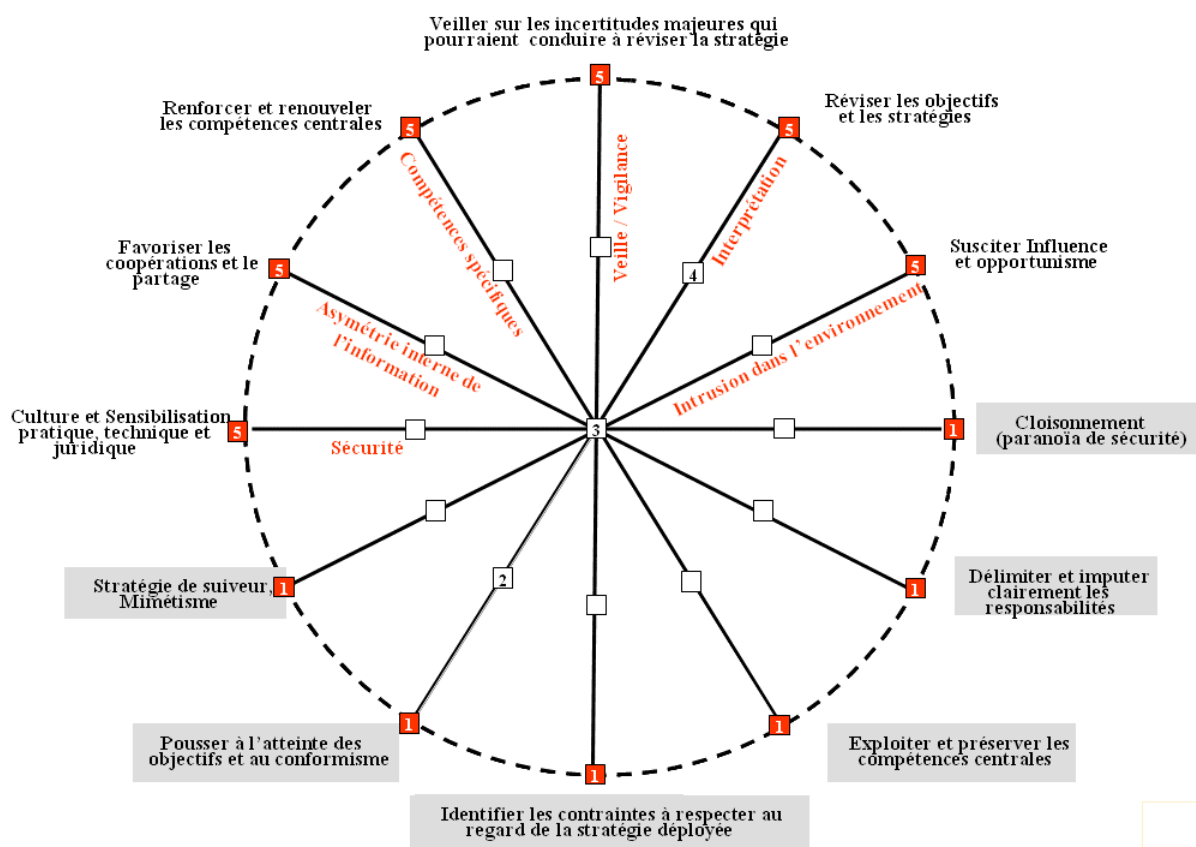 Veiller sur les incertitudes majeures qui
pourraient conduire à réviser la stratégie
5
Renforcer et renouveler
les compétences centrales
5
Réviser les objectifs
et les stratégies
5
Compétences spécifiques
Veille / Vigilance
Interprétation
Favoriser les
coopérations et le
partage
5
Susciter Influence
et opportunisme
5
4
Asymétrie interne de
l'information
Intrusion dans l'environnement
Culture et Sensibilisation
pratique, technique et
juridique
5
Sécurité
3
1
Cloisonnement
(paranoïa de sécurité)
Stratégie de suiveur,
Mimétisme
1
2
1
Délimiter et imputer
clairement les
responsabilités
Pousser à l'atteinte des
objectifs et au conformisme
1
1
Exploiter et préserver les
compétences centrales
1
Identifier les contraintes à respecter au
regard de la stratégie déployée